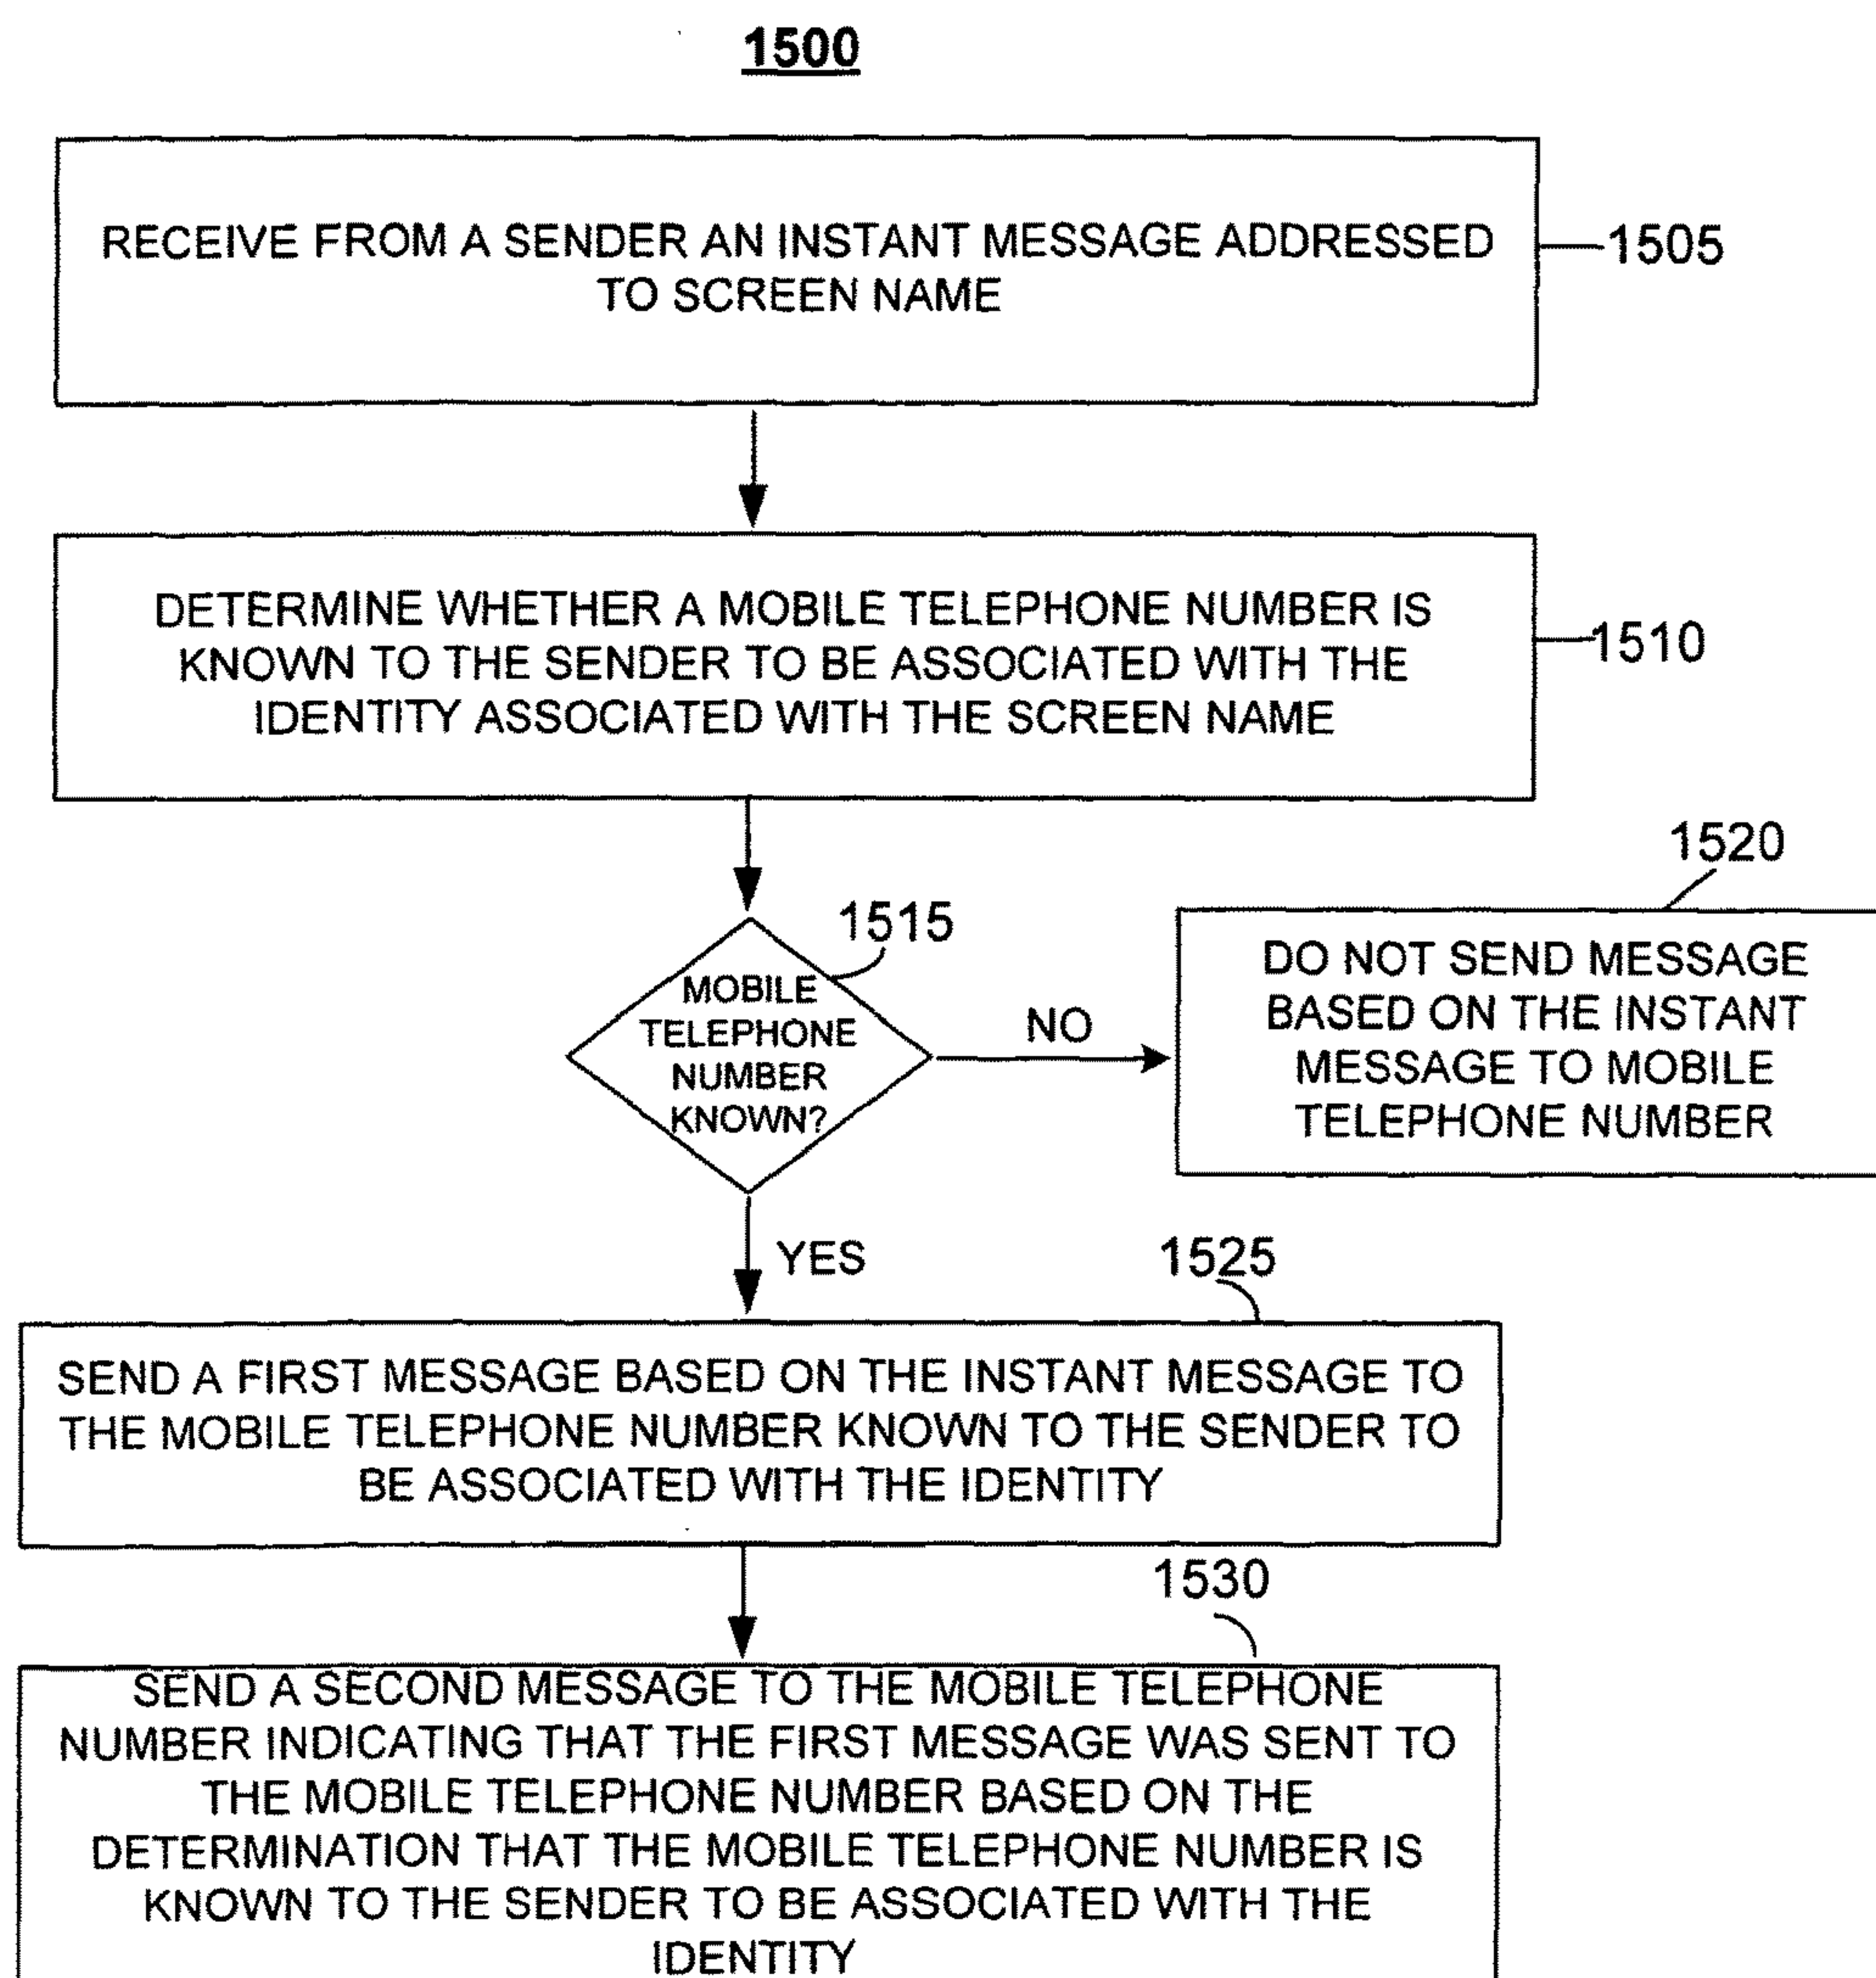 1500
RECEIVE FROM A SENDER AN INSTANT MESSAGE ADDRESSED
TO SCREEN NAME
1505
DETERMINE WHETHER A MOBILE TELEPHONE NUMBER IS
KNOWN TO THE SENDER TO BE ASSOCIATED WITH THE
IDENTITY ASSOCIATED WITH THE SCREEN NAME
1510
1515
MOBILE
TELEPHONE
NUMBER
KNOWN?
NO
1520
DO NOT SEND MESSAGE
BASED ON THE INSTANT
MESSAGE TO MOBILE
TELEPHONE NUMBER
YES
1525
SEND A FIRST MESSAGE BASED ON THE INSTANT MESSAGE TO
THE MOBILE TELEPHONE NUMBER KNOWN TO THE SENDER TO
BE ASSOCIATED WITH THE IDENTITY
1530
SEND A SECOND MESSAGE TO THE MOBILE TELEPHONE
NUMBER INDICATING THAT THE FIRST MESSAGE WAS SENT TO
THE MOBILE TELEPHONE NUMBER BASED ON THE
DETERMINATION THAT THE MOBILE TELEPHONE NUMBER IS
KNOWN TO THE SENDER TO BE ASSOCIATED WITH THE
IDENTITY